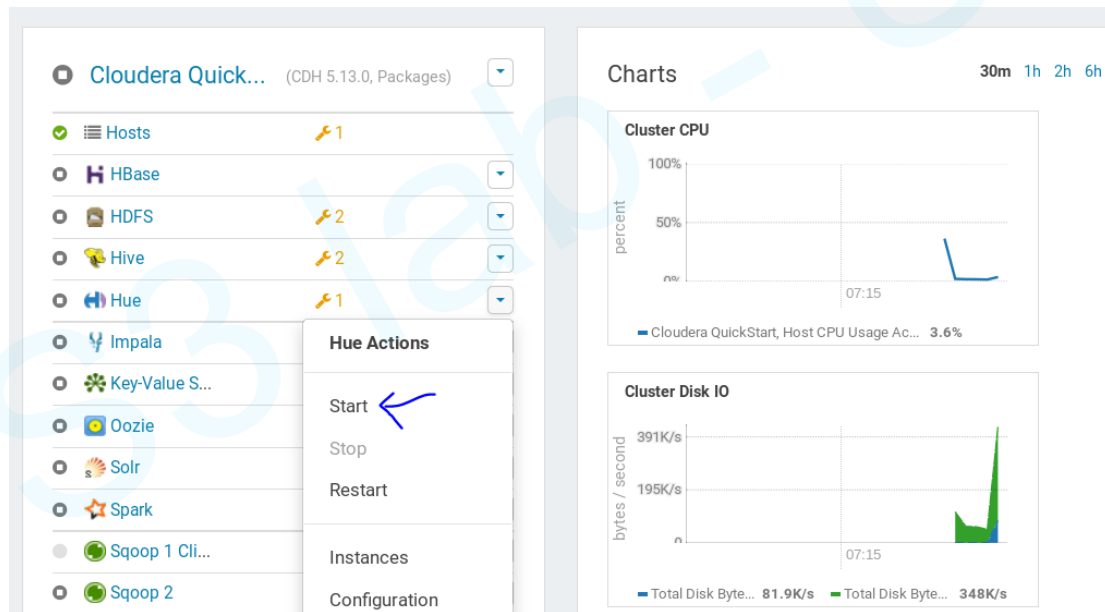 Cloudera Quick... (CDH 5.13.0, Packages)
Hosts 1
HBase
HDFS 2
Hive 2
Hue 1
Impala
Key-Value S...
Oozie
Solr
Spark
Sqoop 1 Cli...
Sqoop 2
Hue Actions
Start
Stop
Restart
Instances
Configuration
Charts
30m 1h 2h 6h
Cluster CPU
percent
100%
50%
0%
07:15
Cloudera QuickStart, Host CPU Usage Ac... 3.6%
Cluster Disk IO
bytes / second
391K/s
195K/s
0
07:15
Total Disk Byte... 81.9K/s Total Disk Byte... 348K/s
S3 lab -